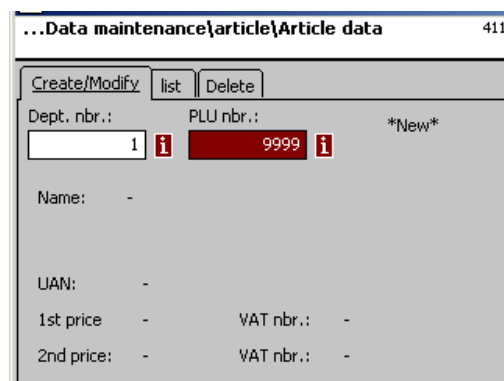 ...Data maintenance\article\Article data 411
Create/Modify list Delete
Dept. nbr.: PLU nbr.: *New*
1 i 9999 i
Name: -
UAN: -
1st price - VAT nbr.: -
2nd price: - VAT nbr.: -